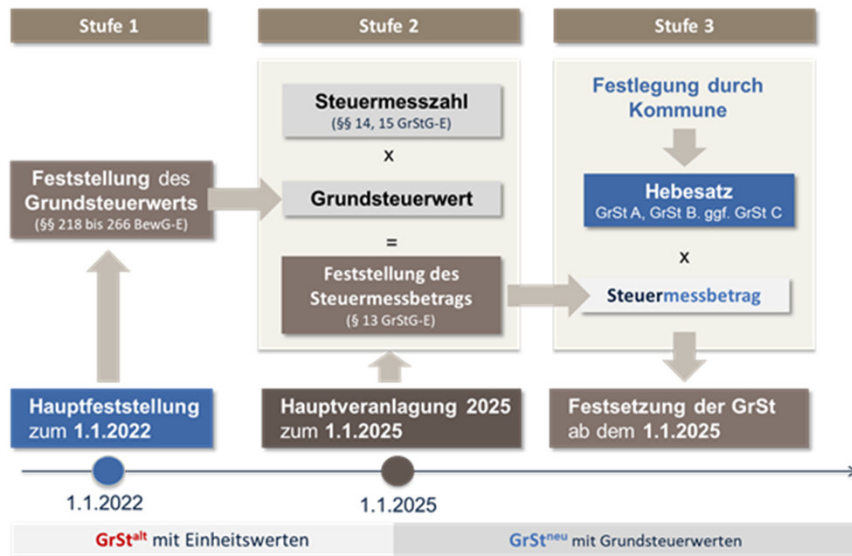 Stufe 1
Stufe 2
Stufe 3
Steuermesszahl
(§§ 14, 15 GrStG-E)
x
Grundsteuerwert
=
Feststellung des
Steuermessbetrags
(§ 13 GrStG-E)
Feststellung des
Grundsteuerwerts
(§§ 218 bis 266 BewG-E)
Festlegung durch
Kommune
Hebesatz
GrSt A, GrSt B. ggf. GrSt C
x
Steuermessbetrag
Hauptfeststellung
zum 1.1.2022
Hauptveranlagung 2025
zum 1.1.2025
Festsetzung der GrSt
ab dem 1.1.2025
1.1.2022
1.1.2025
GrSt^alt mit Einheitswerten
GrSt^neu mit Grundsteuerwerten